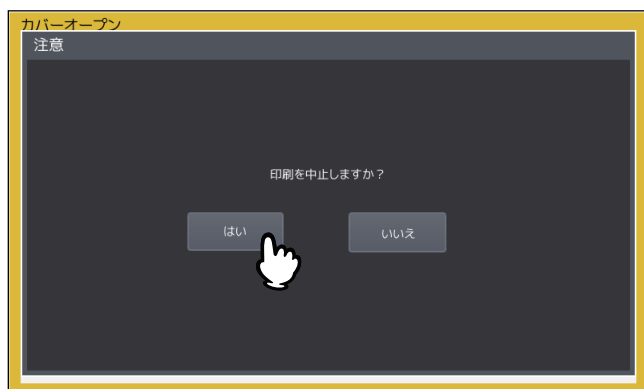 カバーオープン
注意
印刷を中止しますか？
はい
いいえ